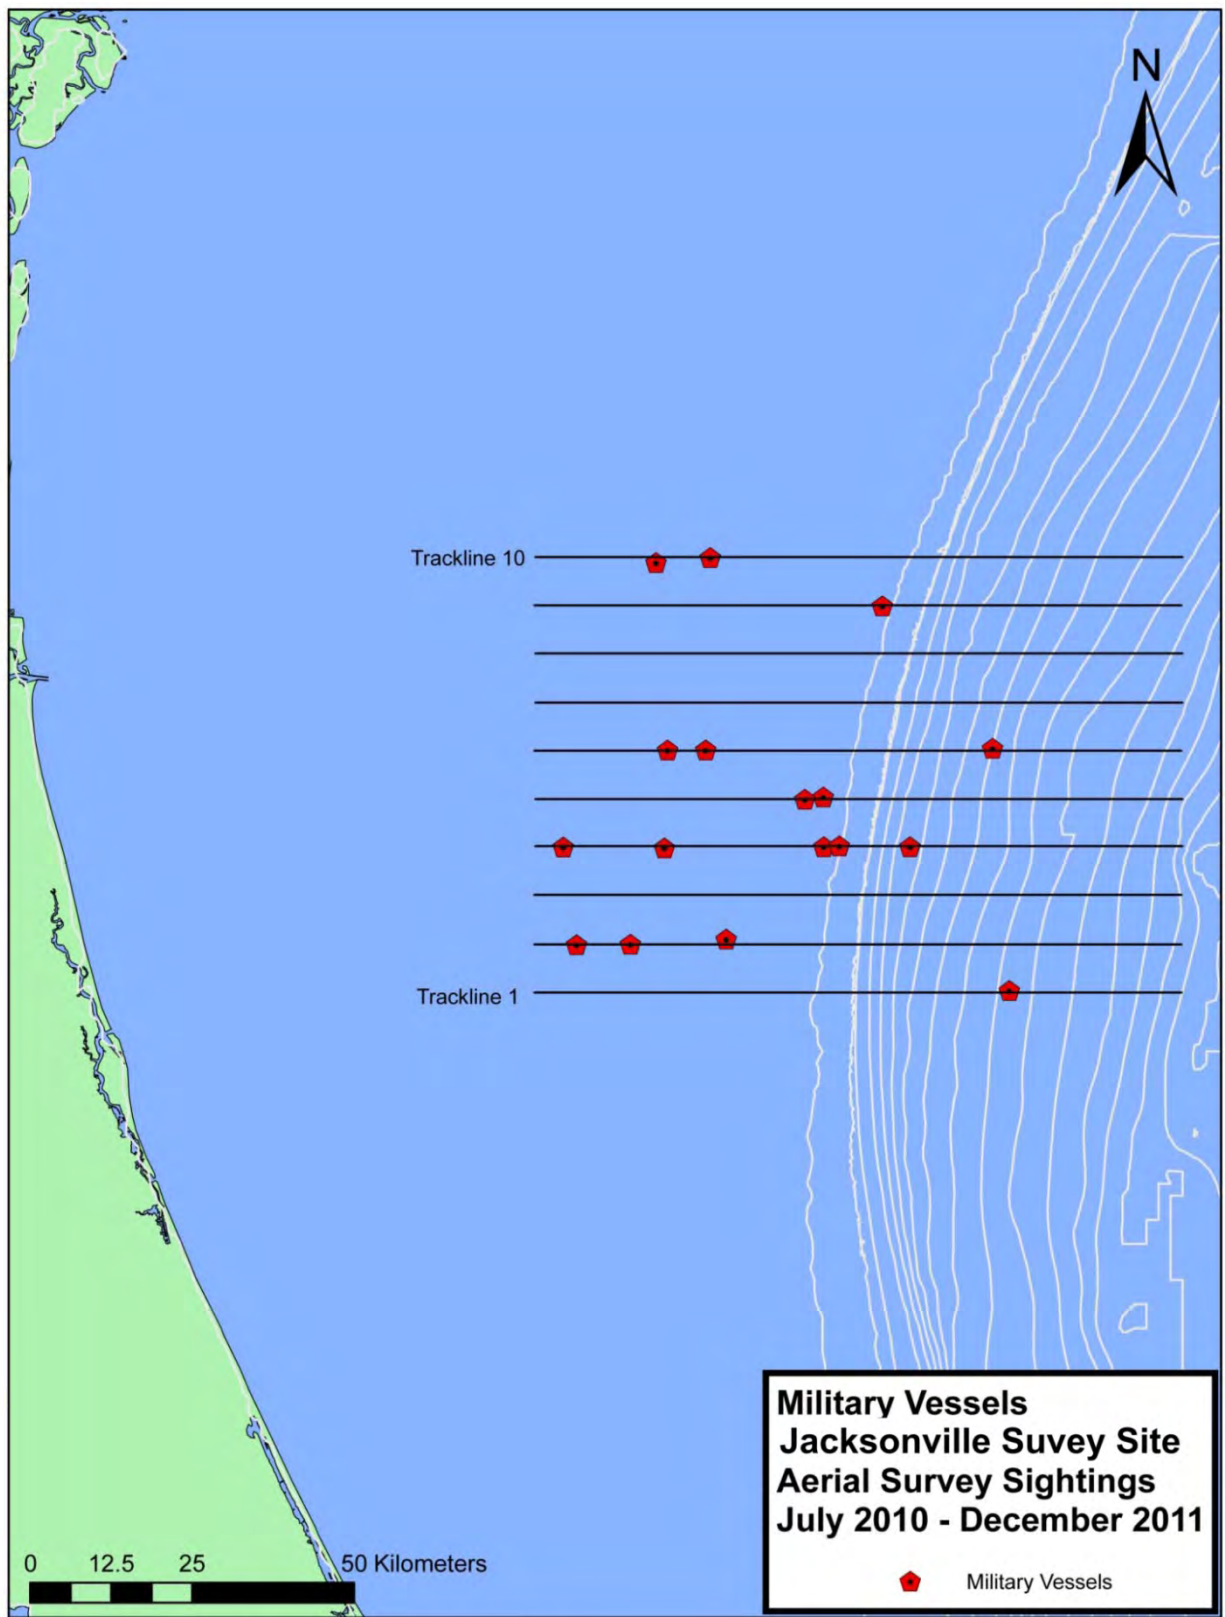 N
Trackline 10
Trackline 1
Military Vessels
Jacksonville Suvey Site
Aerial Survey Sightings
July 2010 - December 2011
Military Vessels
0 12.5 25 50 Kilometers